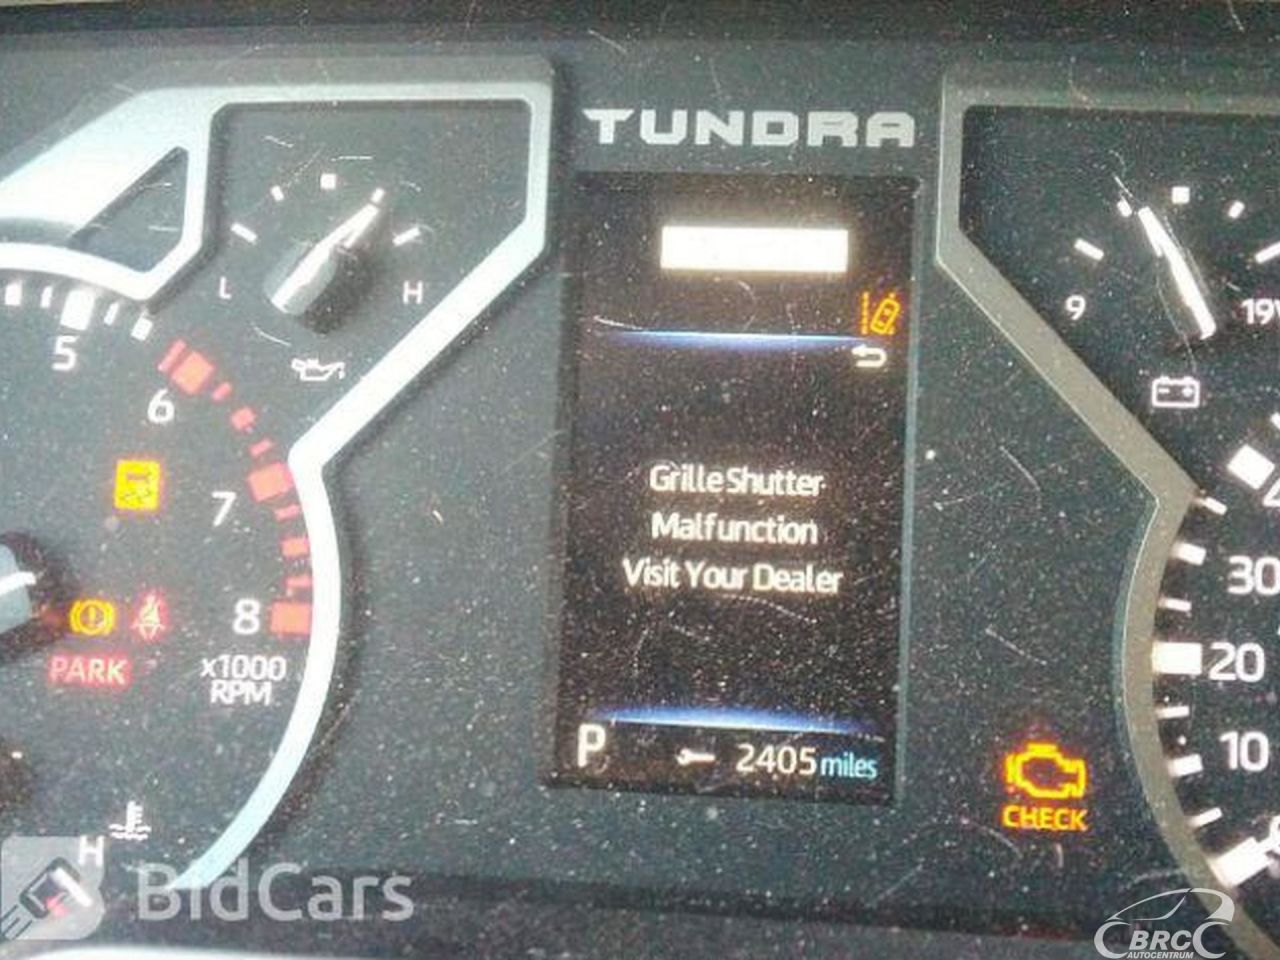 TUNDRA
L H
9 19
5
6
7
8
x1000
RPM
PARK
Grille Shutter
Malfunction
Visit Your Dealer
P 2405 miles
30
20
10
CHECK
H
BidCars
BRC
AUTOCENTRUM